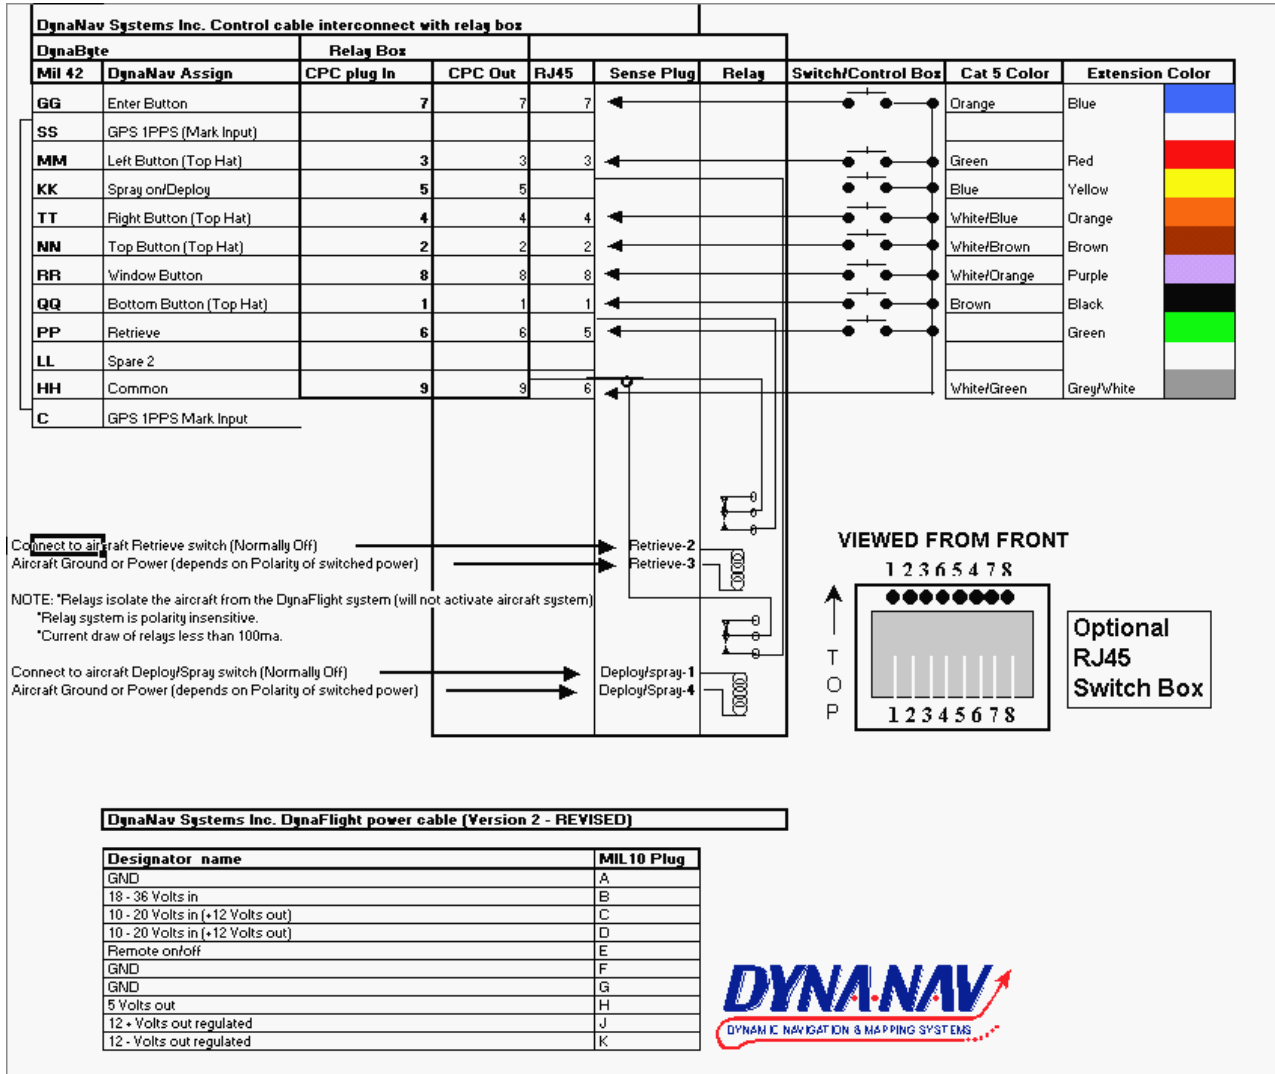 DynaNav Systems Inc. Control cable interconnect with relay box
DynaByte Relay Box
Mil 42 DynaNav Assign CPC plug In CPC Out RJ45 Sense Plug Relay Switch/Control Box Cat 5 Color Extension Color
GG Enter Button 7 7 7 Orange Blue
SS GPS 1PPS (Mark Input)
MM Left Button (Top Hat) 3 3 3 Green Red
KK Spray on/Deploy 5 5 Blue Yellow
TT Right Button (Top Hat) 4 4 4 White/Blue Orange
NN Top Button (Top Hat) 2 2 2 White/Brown Brown
RR Window Button 8 8 8 White/Orange Purple
QQ Bottom Button (Top Hat) 1 1 1 Brown Black
PP Retrieve 6 6 5 Green
LL Spare 2
HH Common 9 9 6 White/Green Grey/White
C GPS 1PPS Mark Input
Connect to aircraft Retrieve switch (Normally Off) Retrieve-2
Aircraft Ground or Power (depends on Polarity of switched power) Retrieve-3
NOTE: "Relays isolate the aircraft from the DynaFlight system (will not activate aircraft system)
"Relay system is polarity insensitive.
"Current draw of relays less than 100ma.
Connect to aircraft Deploy/Spray switch (Normally Off) Deploy/spray-1
Aircraft Ground or Power (depends on Polarity of switched power) Deploy/Spray-4
VIEWED FROM FRONT
1 2 3 6 5 4 7 8
TOP
1 2 3 4 5 6 7 8
Optional
RJ45
Switch Box
DynaNav Systems Inc. DynaFlight power cable (Version 2 - REVISED)
Designator name MIL10 Plug
GND A
18 - 36 Volts in B
10 - 20 Volts in (+12 Volts out) C
10 - 20 Volts in (+12 Volts out) D
Remote on/off E
GND F
GND G
5 Volts out H
12 + Volts out regulated J
12 - Volts out regulated K
DYNA·NAV
DYNAMIC NAVIGATION & MAPPING SYSTEMS